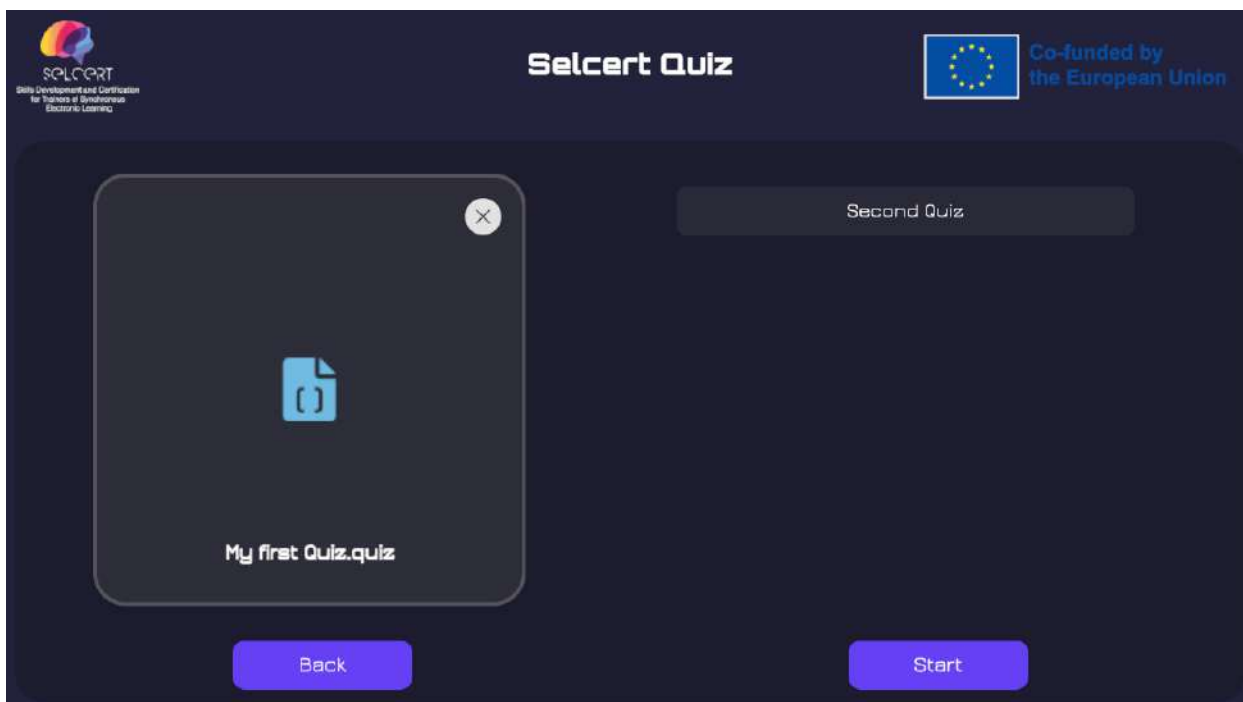 SELCERT
Skills Development and Certification
for Trainers of Synchronous
Electronic Learning
Selcert Quiz
Co-funded by
the European Union
Second Quiz
My first Quiz.quiz
Back
Start